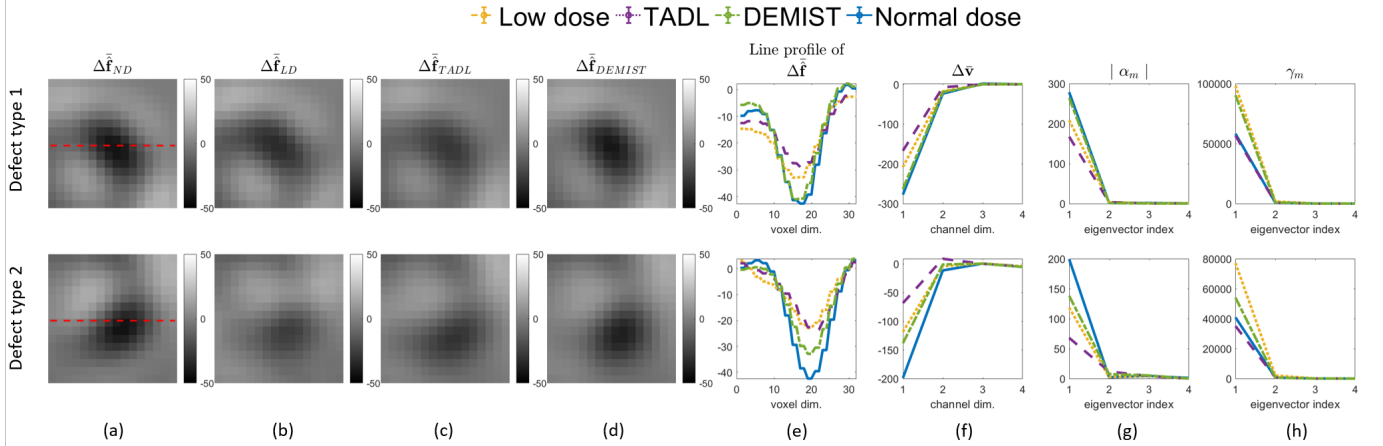 Low dose TADL DEMIST Normal dose
Δf̂̄_ND Δf̂̄_LD Δf̂̄_TADL Δf̂̄_DEMIST Line profile of Δf̂̄ Δv̄ | α_m | γ_m
Defect type 1
50 0 -50
50 0 -50
50 0 -50
50 0 -50
0 -10 -20 -30 -40
0 10 20 30
voxel dim.
0 -100 -200 -300
1 2 3 4
channel dim.
300 200 100 0
1 2 3 4
eigenvector index
100000 50000 0
1 2 3 4
eigenvector index
Defect type 2
50 0 -50
50 0 -50
50 0 -50
50 0 -50
0 -10 -20 -30 -40
0 10 20 30
voxel dim.
0 -50 -100 -150 -200
1 2 3 4
channel dim.
200 150 100 50 0
1 2 3 4
eigenvector index
80000 60000 40000 20000 0
1 2 3 4
eigenvector index
(a) (b) (c) (d) (e) (f) (g) (h)